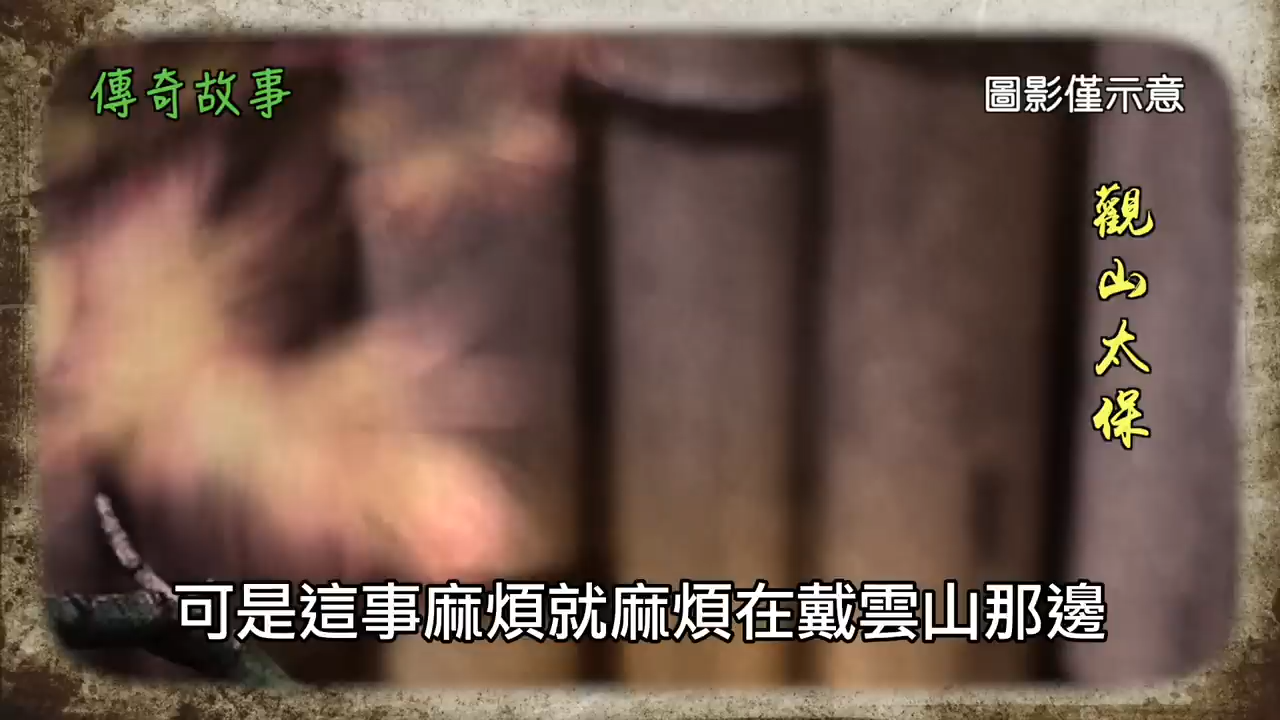 傳奇故事
圖影僅示意
觀山太保
可是這事麻煩就麻煩在戴雲山那邊